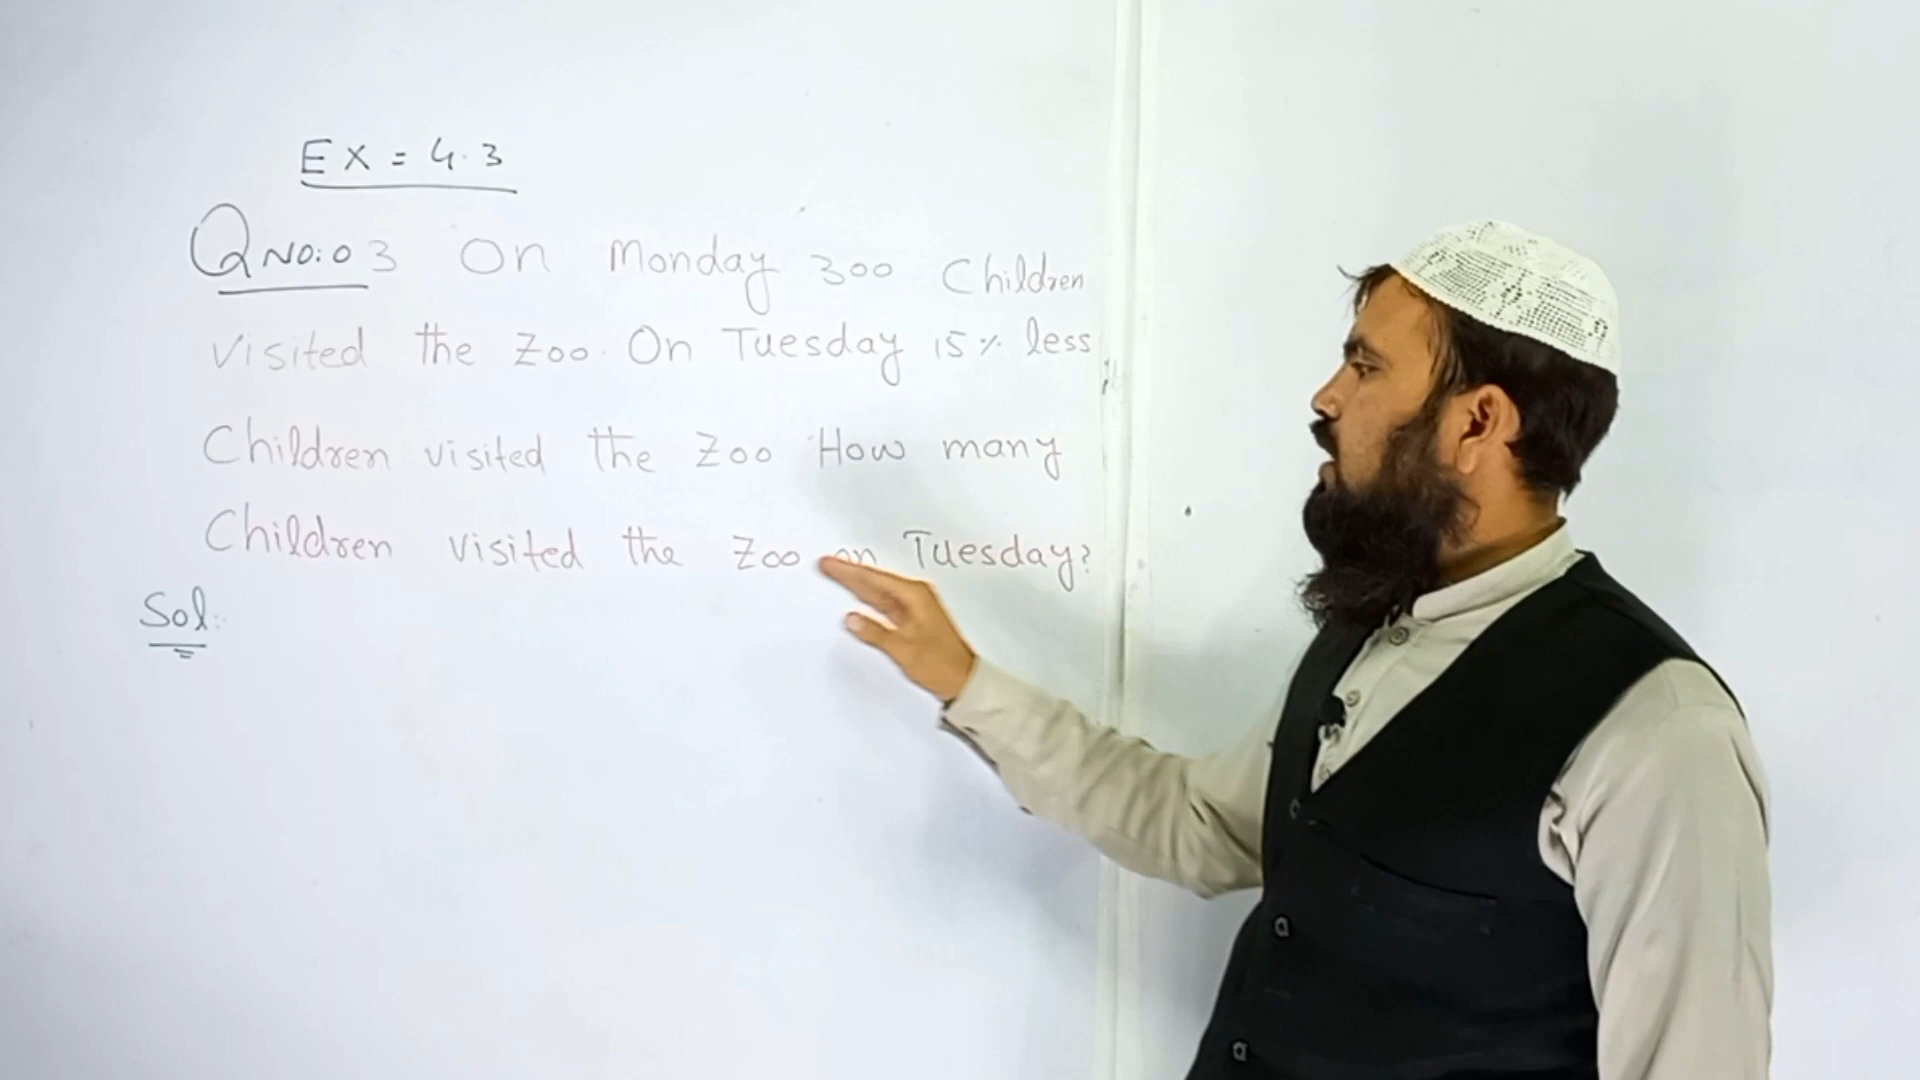 EX = 4.3
Q NO:03 On Monday 300 Children
visited the Zoo. On Tuesday 15% less
Children visited the Zoo How many
Children visited the Zoo on Tuesday?
Sol: